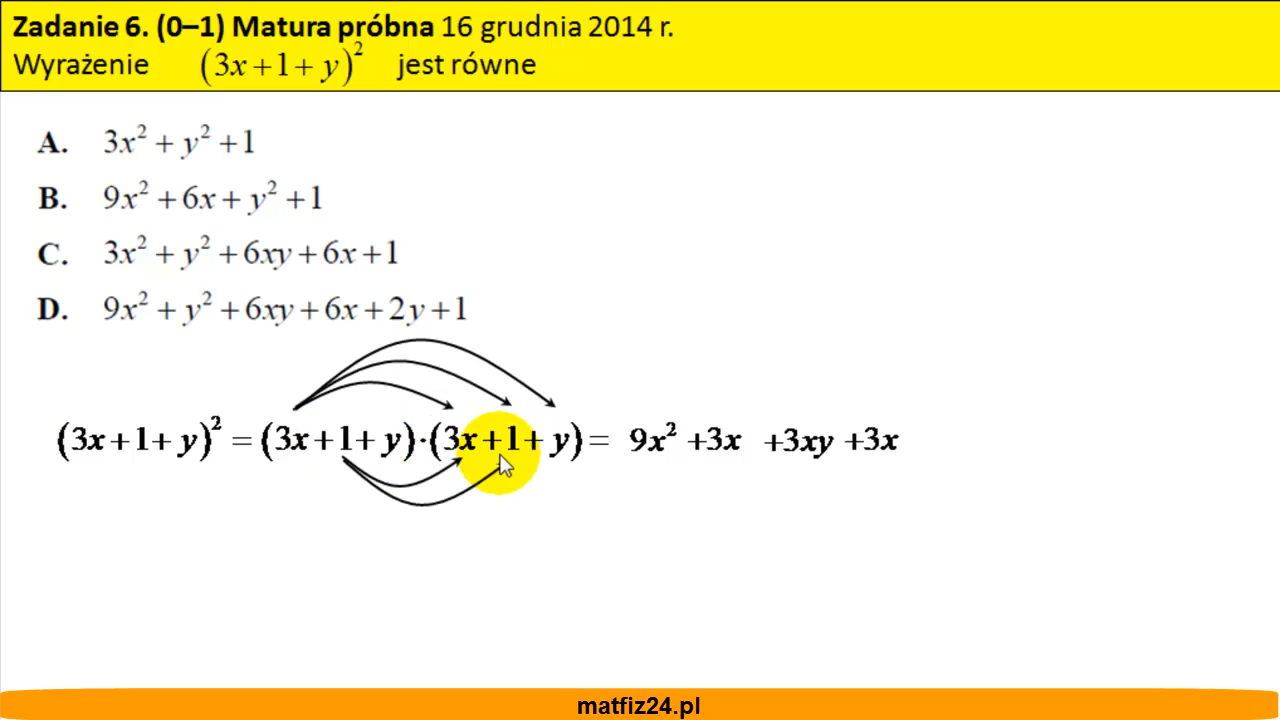 Zadanie 6. (0–1) Matura próbna 16 grudnia 2014 r.
Wyrażenie (3x+1+y)² jest równe
A. 3x² + y² +1
B. 9x² +6x+ y² +1
C. 3x² + y² +6xy+6x+1
D. 9x² + y² +6xy+6x+2y+1
(3x+1+y)² = (3x+1+y)·(3x+1+y)= 9x² +3x +3xy +3x
matfiz24.pl